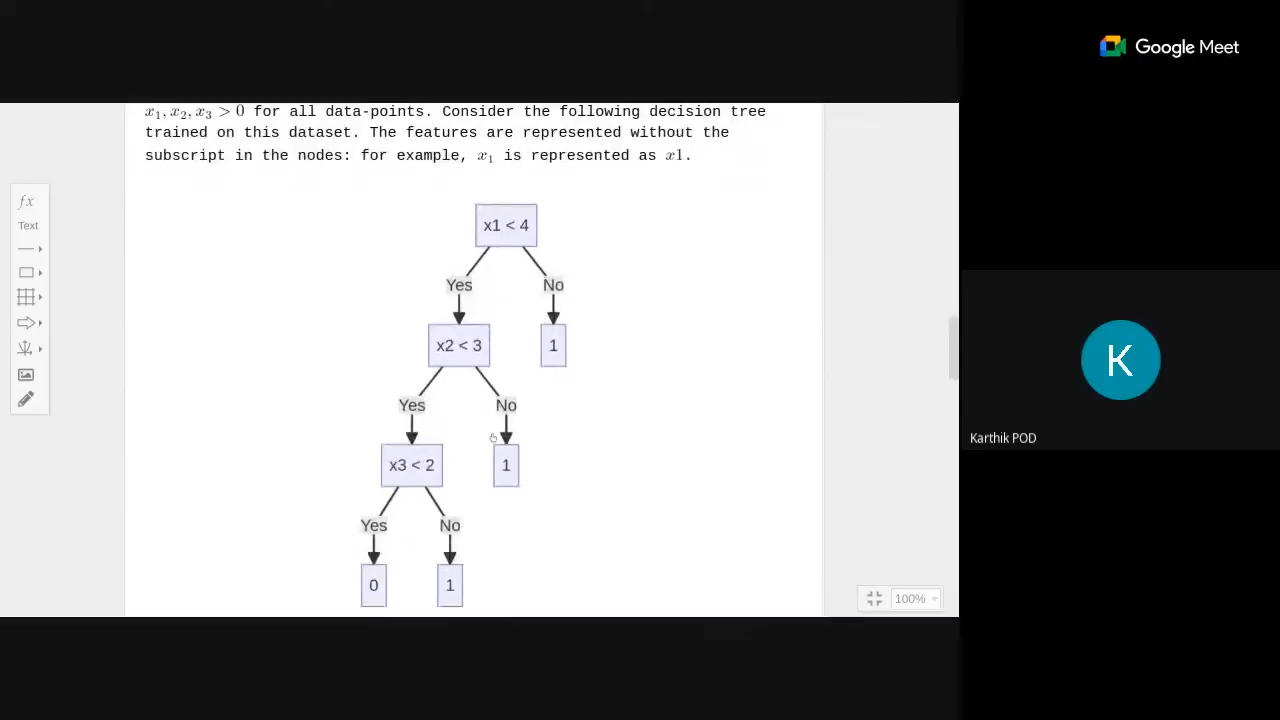 Google Meet
x₁, x₂, x₃ > 0 for all data-points. Consider the following decision tree
trained on this dataset. The features are represented without the
subscript in the nodes: for example, x₁ is represented as x1.
fx
Text
x1 < 4
Yes
No
x2 < 3
1
Yes
No
x3 < 2
1
Yes
No
0
1
100%
K
Karthik POD